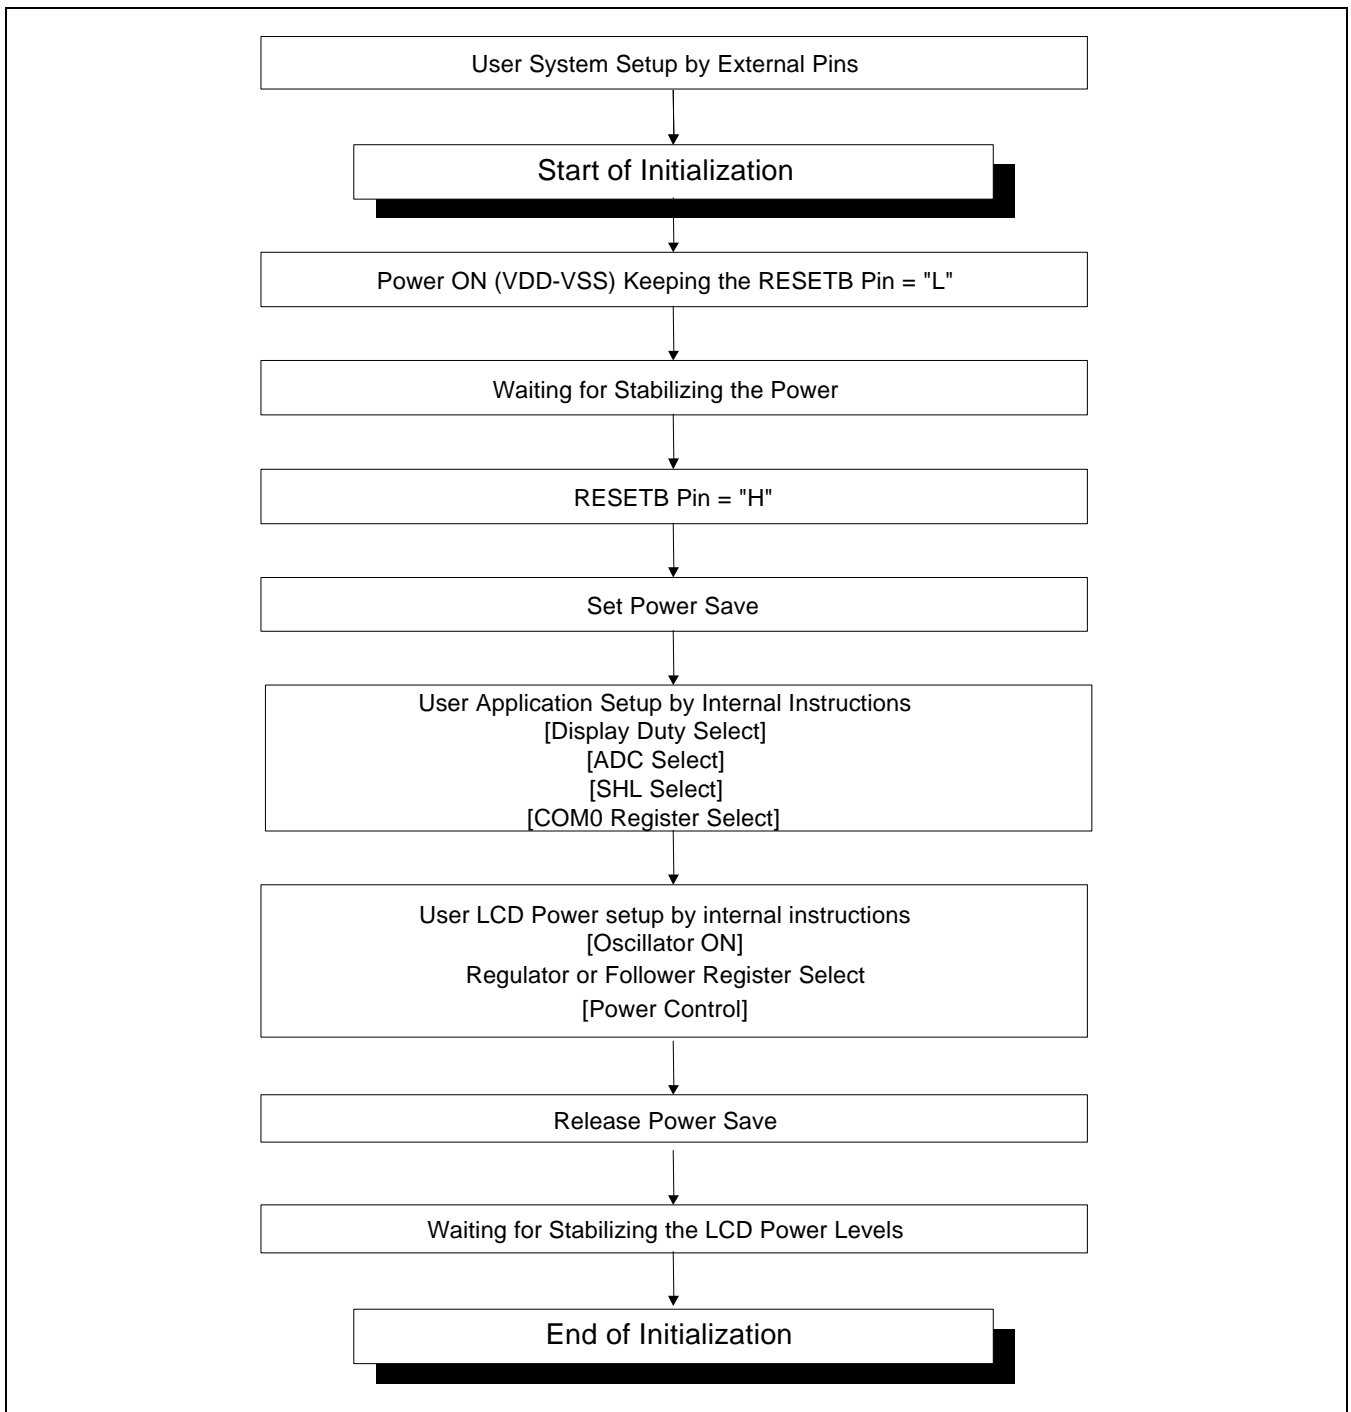 User System Setup by External Pins
Start of Initialization
Power ON (VDD-VSS) Keeping the RESETB Pin = "L"
Waiting for Stabilizing the Power
RESETB Pin = "H"
Set Power Save
User Application Setup by Internal Instructions
[Display Duty Select]
[ADC Select]
[SHL Select]
[COM0 Register Select]
User LCD Power setup by internal instructions
[Oscillator ON]
Regulator or Follower Register Select
[Power Control]
Release Power Save
Waiting for Stabilizing the LCD Power Levels
End of Initialization